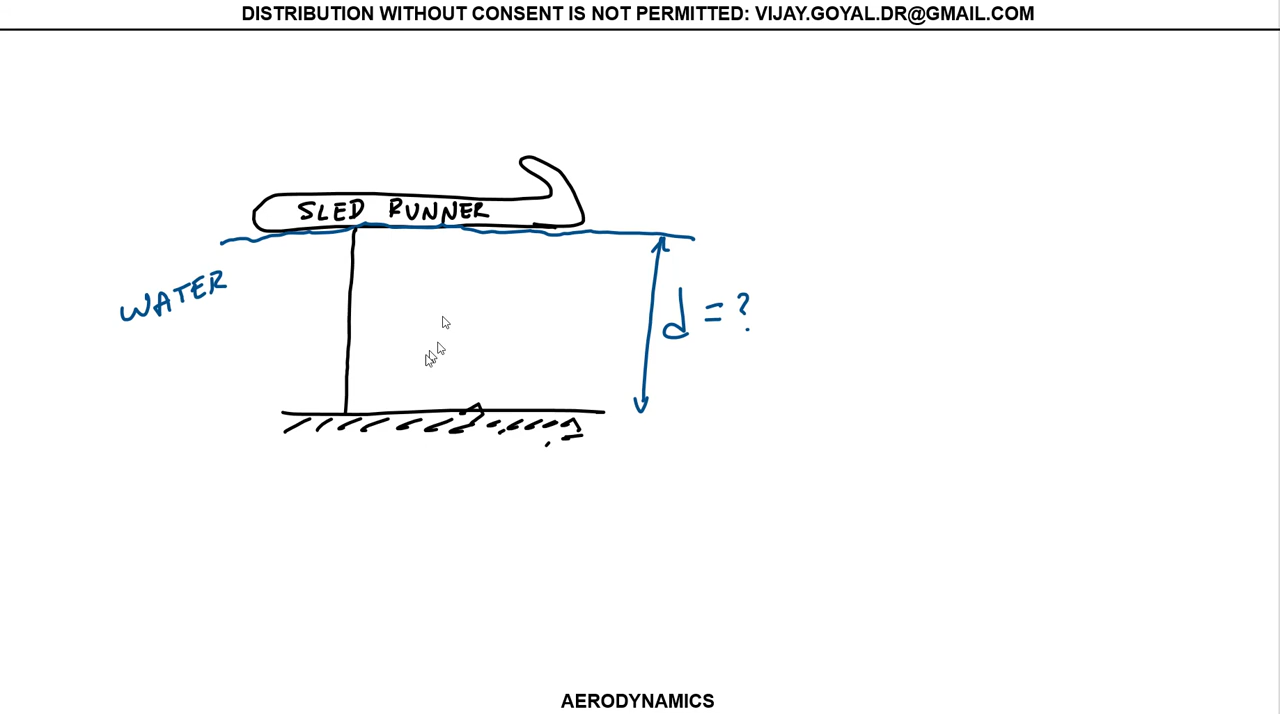 DISTRIBUTION WITHOUT CONSENT IS NOT PERMITTED: VIJAY.GOYAL.DR@GMAIL.COM
SLED RUNNER
WATER
d = ?
AERODYNAMICS